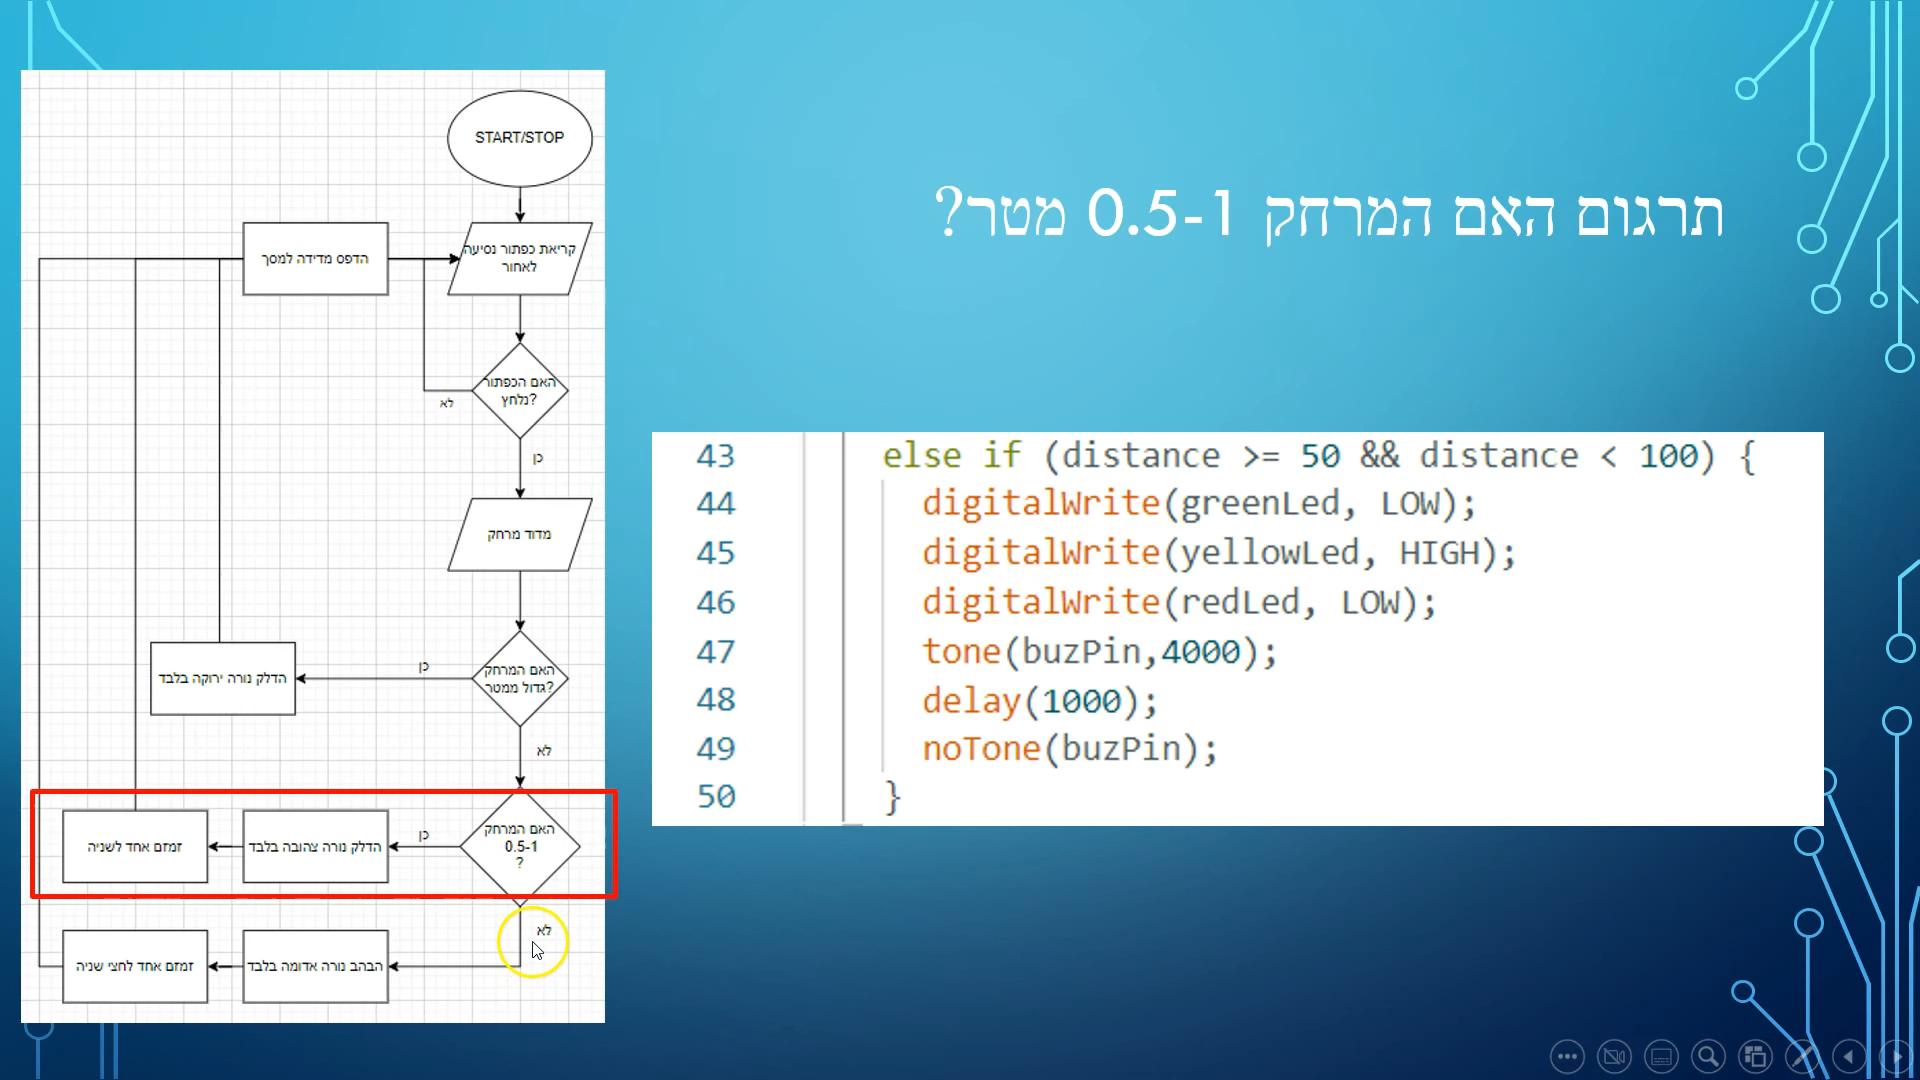 תרגום האם המרחק 0.5-1 מטר?
START/STOP
קריאת כפתור נסיעה
לאחור
הדפס מדידה למסך
האם הכפתור
נלחץ?
לא
כן
מדוד מרחק
האם המרחק
גדול ממטר?
כן
הדלק נורה ירוקה בלבד
לא
האם המרחק
0.5-1
?
כן
הדלק נורה צהובה בלבד
זמזם אחד לשניה
לא
הבהב נורה אדומה בלבד
זמזם אחד לחצי שניה
43 else if (distance >= 50 && distance < 100) {
44 digitalWrite(greenLed, LOW);
45 digitalWrite(yellowLed, HIGH);
46 digitalWrite(redLed, LOW);
47 tone(buzPin,4000);
48 delay(1000);
49 noTone(buzPin);
50 }